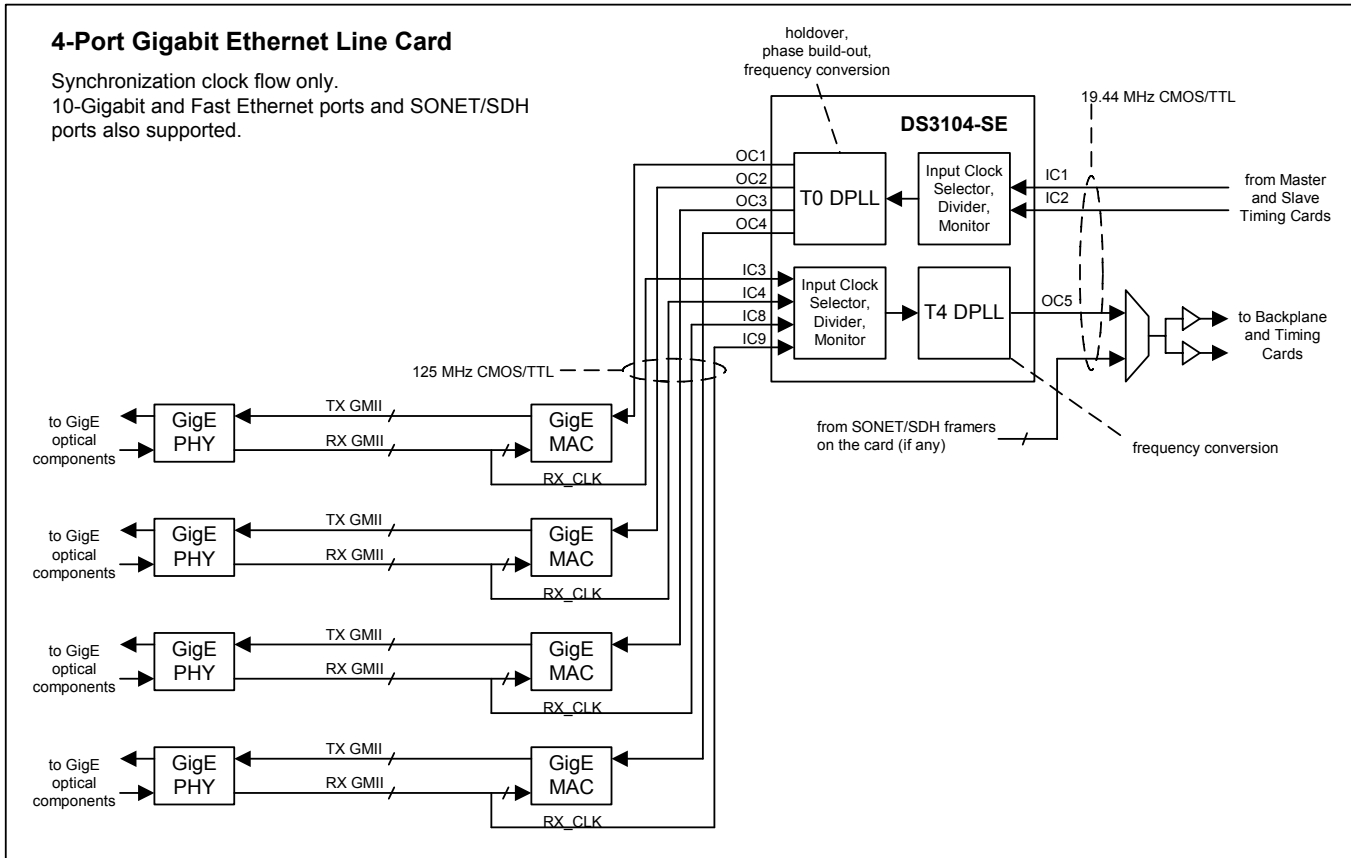 4-Port Gigabit Ethernet Line Card
Synchronization clock flow only.
10-Gigabit and Fast Ethernet ports and SONET/SDH
ports also supported.
holdover,
phase build-out,
frequency conversion
19.44 MHz CMOS/TTL
DS3104-SE
OC1
OC2
OC3
OC4
T0 DPLL
Input Clock
Selector,
Divider,
Monitor
IC1
IC2
from Master
and Slave
Timing Cards
IC3
IC4
IC8
IC9
Input Clock
Selector,
Divider,
Monitor
T4 DPLL
OC5
to Backplane
and Timing
Cards
125 MHz CMOS/TTL
from SONET/SDH framers
on the card (if any)
frequency conversion
to GigE
optical
components
GigE
PHY
TX GMII
RX GMII
GigE
MAC
RX_CLK
to GigE
optical
components
GigE
PHY
TX GMII
RX GMII
GigE
MAC
RX_CLK
to GigE
optical
components
GigE
PHY
TX GMII
RX GMII
GigE
MAC
RX_CLK
to GigE
optical
components
GigE
PHY
TX GMII
RX GMII
GigE
MAC
RX_CLK